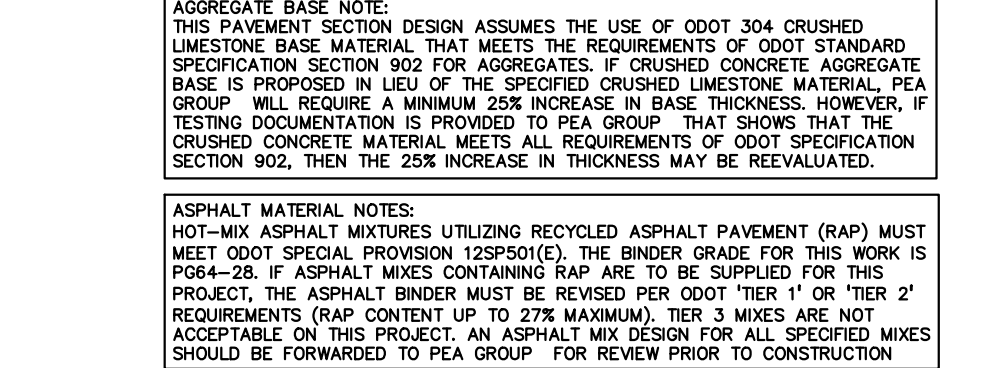 AGGREGATE BASE NOTE:
THIS PAVEMENT SECTION DESIGN ASSUMES THE USE OF ODOT 304 CRUSHED
LIMESTONE BASE MATERIAL THAT MEETS THE REQUIREMENTS OF ODOT STANDARD
SPECIFICATION SECTION 902 FOR AGGREGATES. IF CRUSHED CONCRETE AGGREGATE
BASE IS PROPOSED IN LIEU OF THE SPECIFIED CRUSHED LIMESTONE MATERIAL, PEA
GROUP WILL REQUIRE A MINIMUM 25% INCREASE IN BASE THICKNESS. HOWEVER, IF
TESTING DOCUMENTATION IS PROVIDED TO PEA GROUP THAT SHOWS THAT THE
CRUSHED CONCRETE MATERIAL MEETS ALL REQUIREMENTS OF ODOT SPECIFICATION
SECTION 902, THEN THE 25% INCREASE IN THICKNESS MAY BE REEVALUATED.
ASPHALT MATERIAL NOTES:
HOT-MIX ASPHALT MIXTURES UTILIZING RECYCLED ASPHALT PAVEMENT (RAP) MUST
MEET ODOT SPECIAL PROVISION 12SP501(E). THE BINDER GRADE FOR THIS WORK IS
PG64-28. IF ASPHALT MIXES CONTAINING RAP ARE TO BE SUPPLIED FOR THIS
PROJECT, THE ASPHALT BINDER MUST BE REVISED PER ODOT 'TIER 1' OR 'TIER 2'
REQUIREMENTS (RAP CONTENT UP TO 27% MAXIMUM). TIER 3 MIXES ARE NOT
ACCEPTABLE ON THIS PROJECT. AN ASPHALT MIX DESIGN FOR ALL SPECIFIED MIXES
SHOULD BE FORWARDED TO PEA GROUP FOR REVIEW PRIOR TO CONSTRUCTION